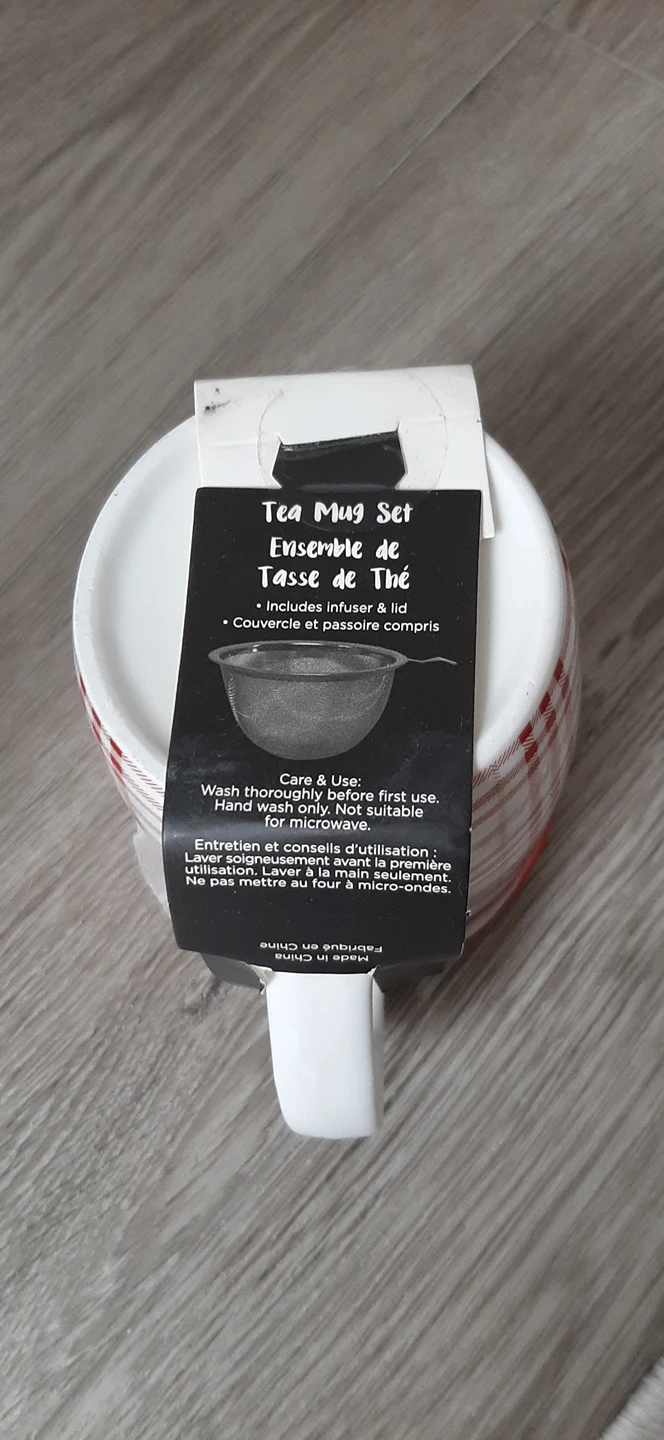 Tea Mug Set
Ensemble de
Tasse de Thé
• Includes infuser & lid
• Couvercle et passoire compris
Care & Use:
Wash thoroughly before first use.
Hand wash only. Not suitable
for microwave.
Entretien et conseils d'utilisation :
Laver soigneusement avant la première
utilisation. Laver à la main seulement.
Ne pas mettre au four à micro-ondes.
Made in China
Fabriqué en Chine